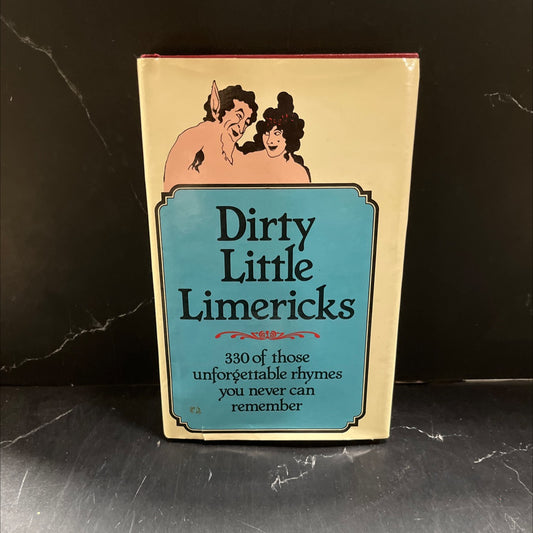 Dirty
Little
Limericks
330 of those
unforgettable rhymes
you never can
remember